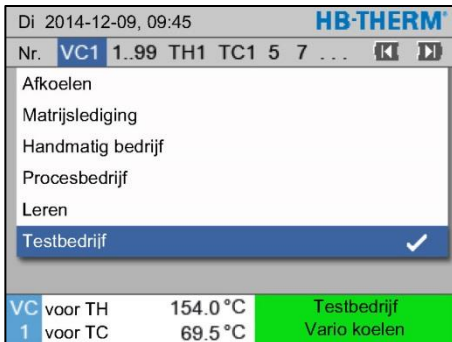 Di 2014-12-09, 09:45 HB-THERM®
Nr. VC1 1..99 TH1 TC1 5 7 ...
Afkoelen
Matrijslediging
Handmatig bedrijf
Procesbedrijf
Leren
Testbedrijf
VC voor TH 154.0 °C Testbedrijf
1 voor TC 69.5 °C Vario koelen